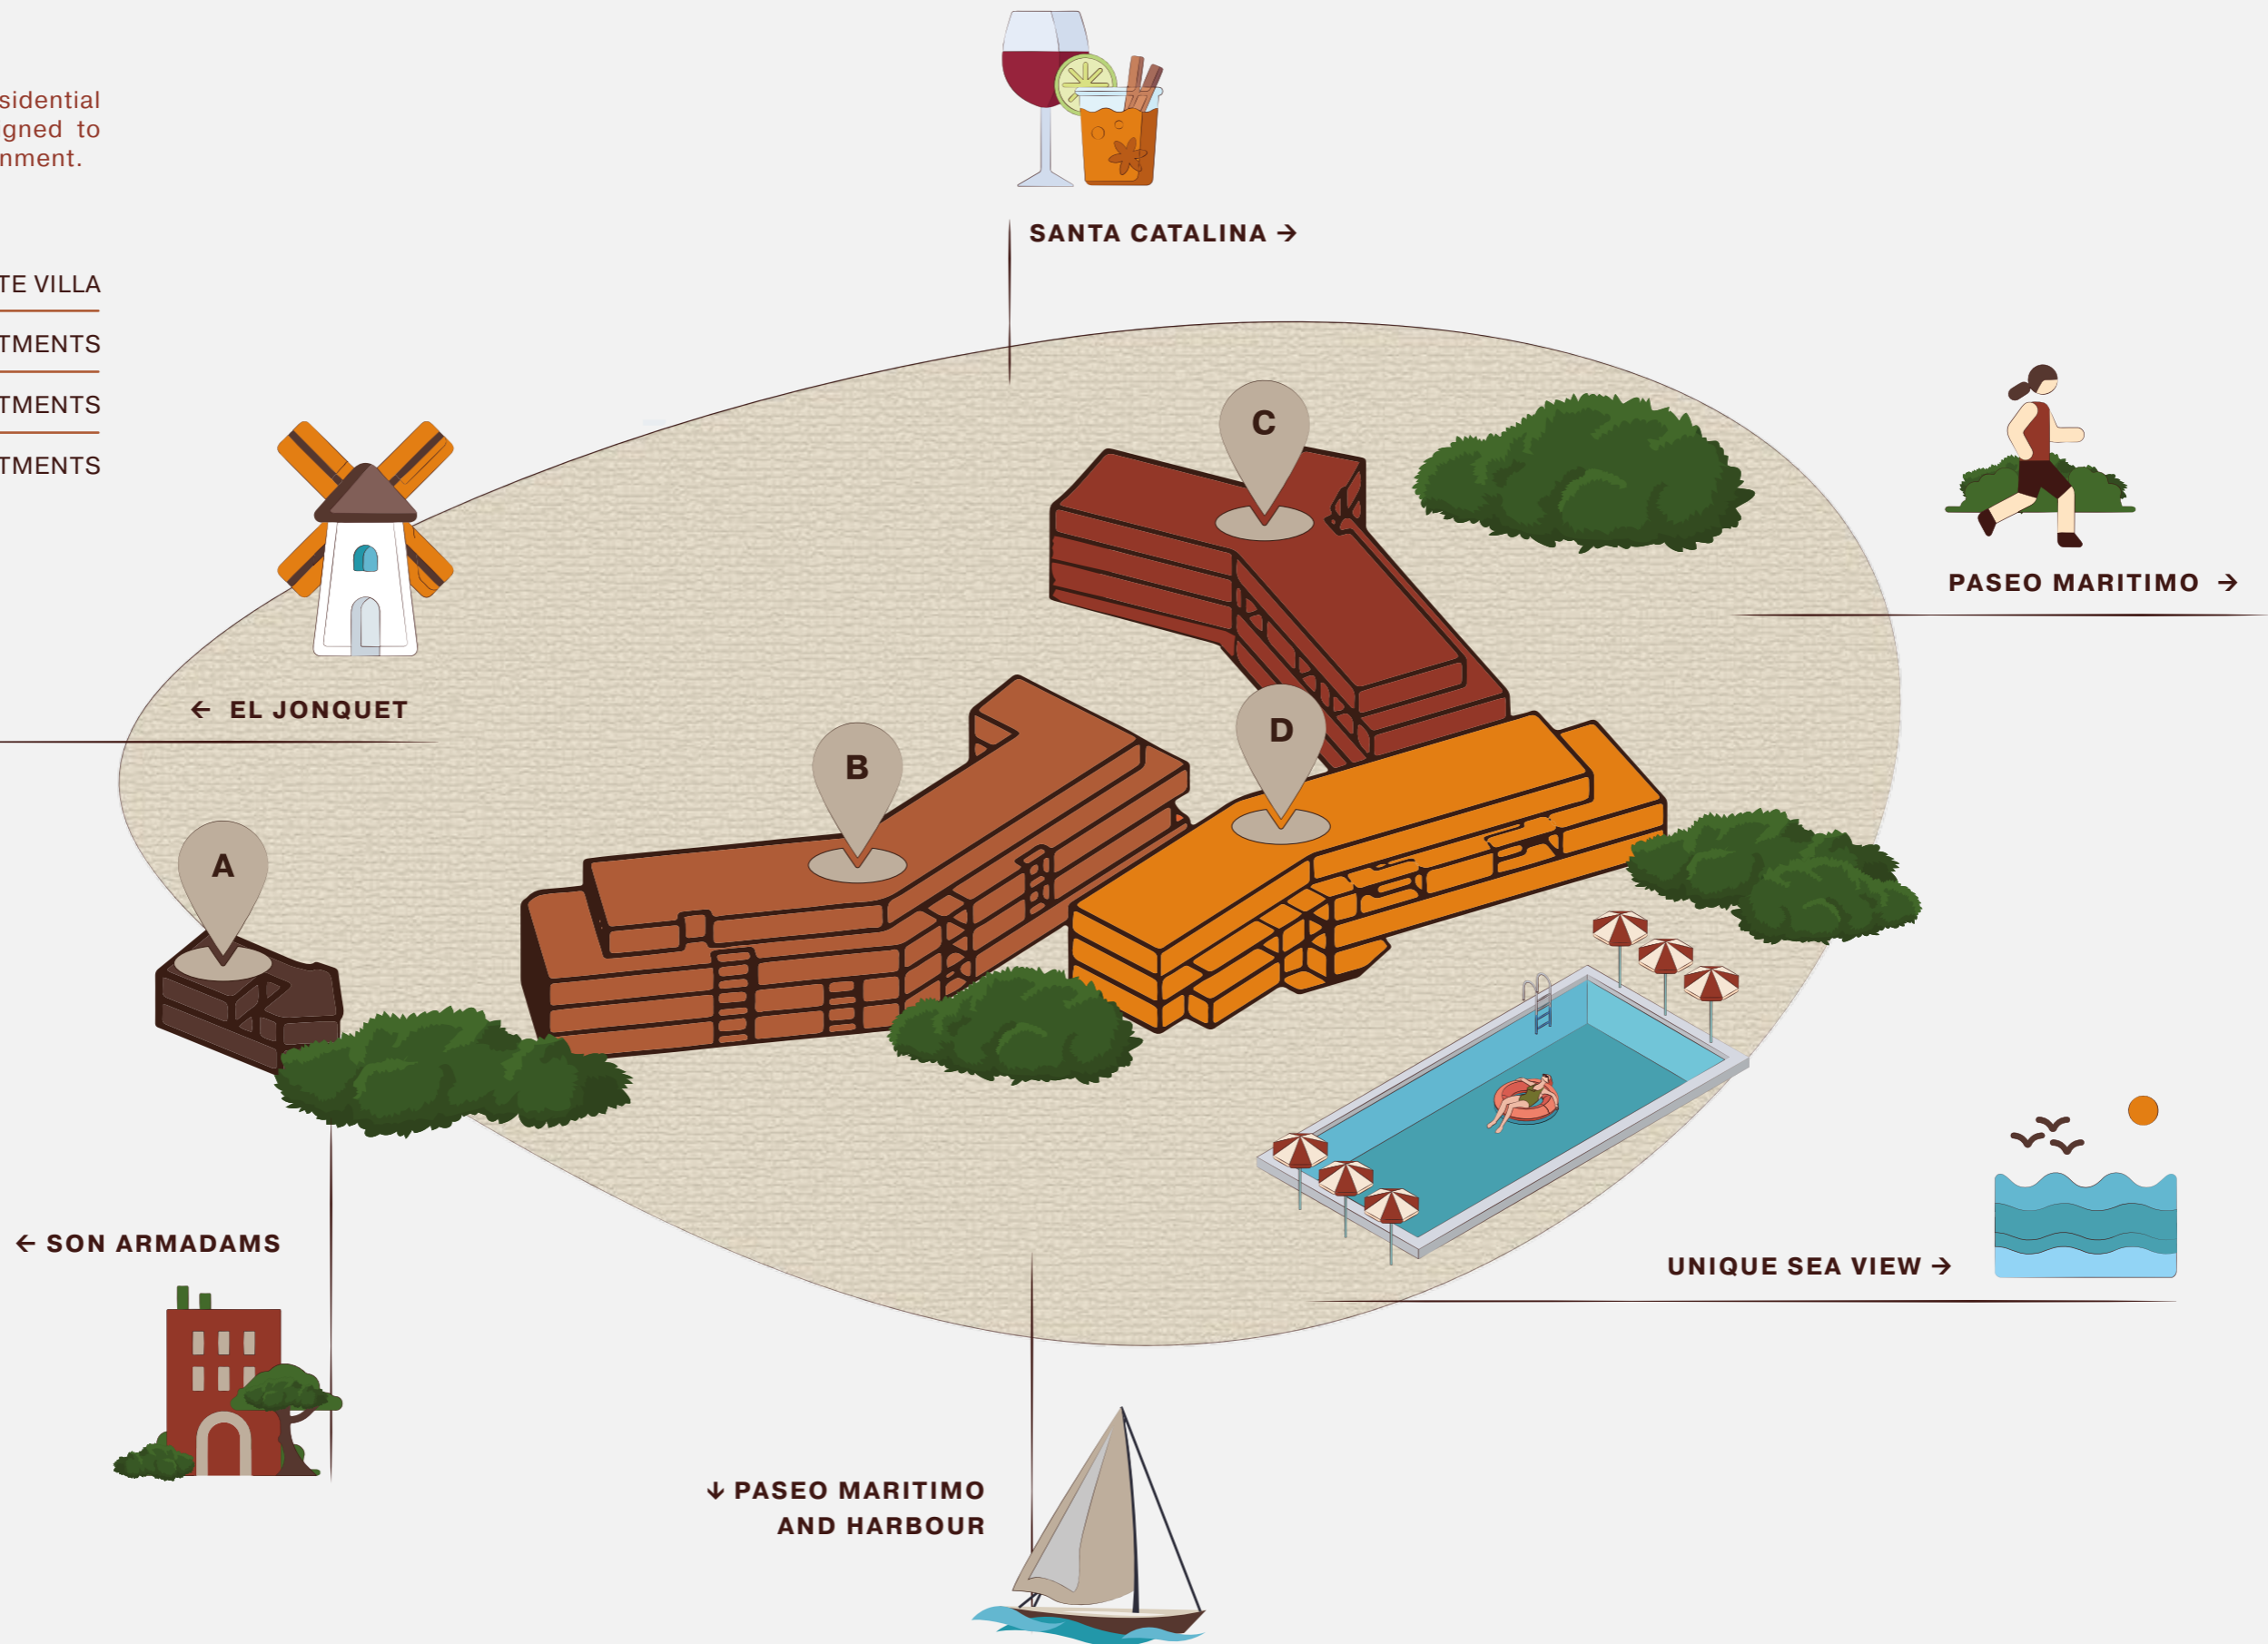 sidential
gned to
nment.
TE VILLA
TMENTS
TMENTS
TMENTS
SANTA CATALINA →
PASEO MARITIMO →
← EL JONQUET
C
D
B
A
← SON ARMADAMS
UNIQUE SEA VIEW →
↓ PASEO MARITIMO
AND HARBOUR